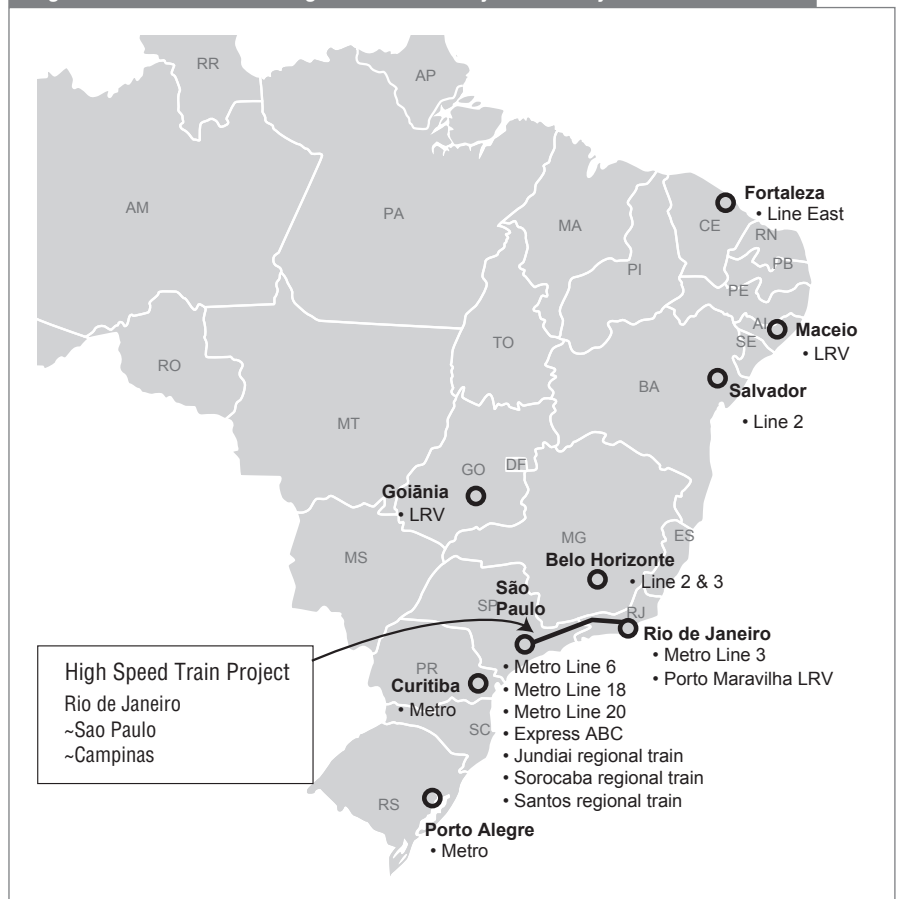 RR
AP
AM
PA
MA
CE
RN
PB
PI
PE
AL
SE
TO
RO
BA
MT
GO
DF
MG
ES
MS
SP
RJ
PR
SC
RS
Fortaleza
• Line East
Maceio
• LRV
Salvador
• Line 2
Goiānia
• LRV
Belo Horizonte
• Line 2 & 3
São
Paulo
• Metro Line 6
• Metro Line 18
• Metro Line 20
• Express ABC
• Jundiai regional train
• Sorocaba regional train
• Santos regional train
Rio de Janeiro
• Metro Line 3
• Porto Maravilha LRV
High Speed Train Project
Rio de Janeiro
~Sao Paulo
~Campinas
Curitiba
• Metro
Porto Alegre
• Metro